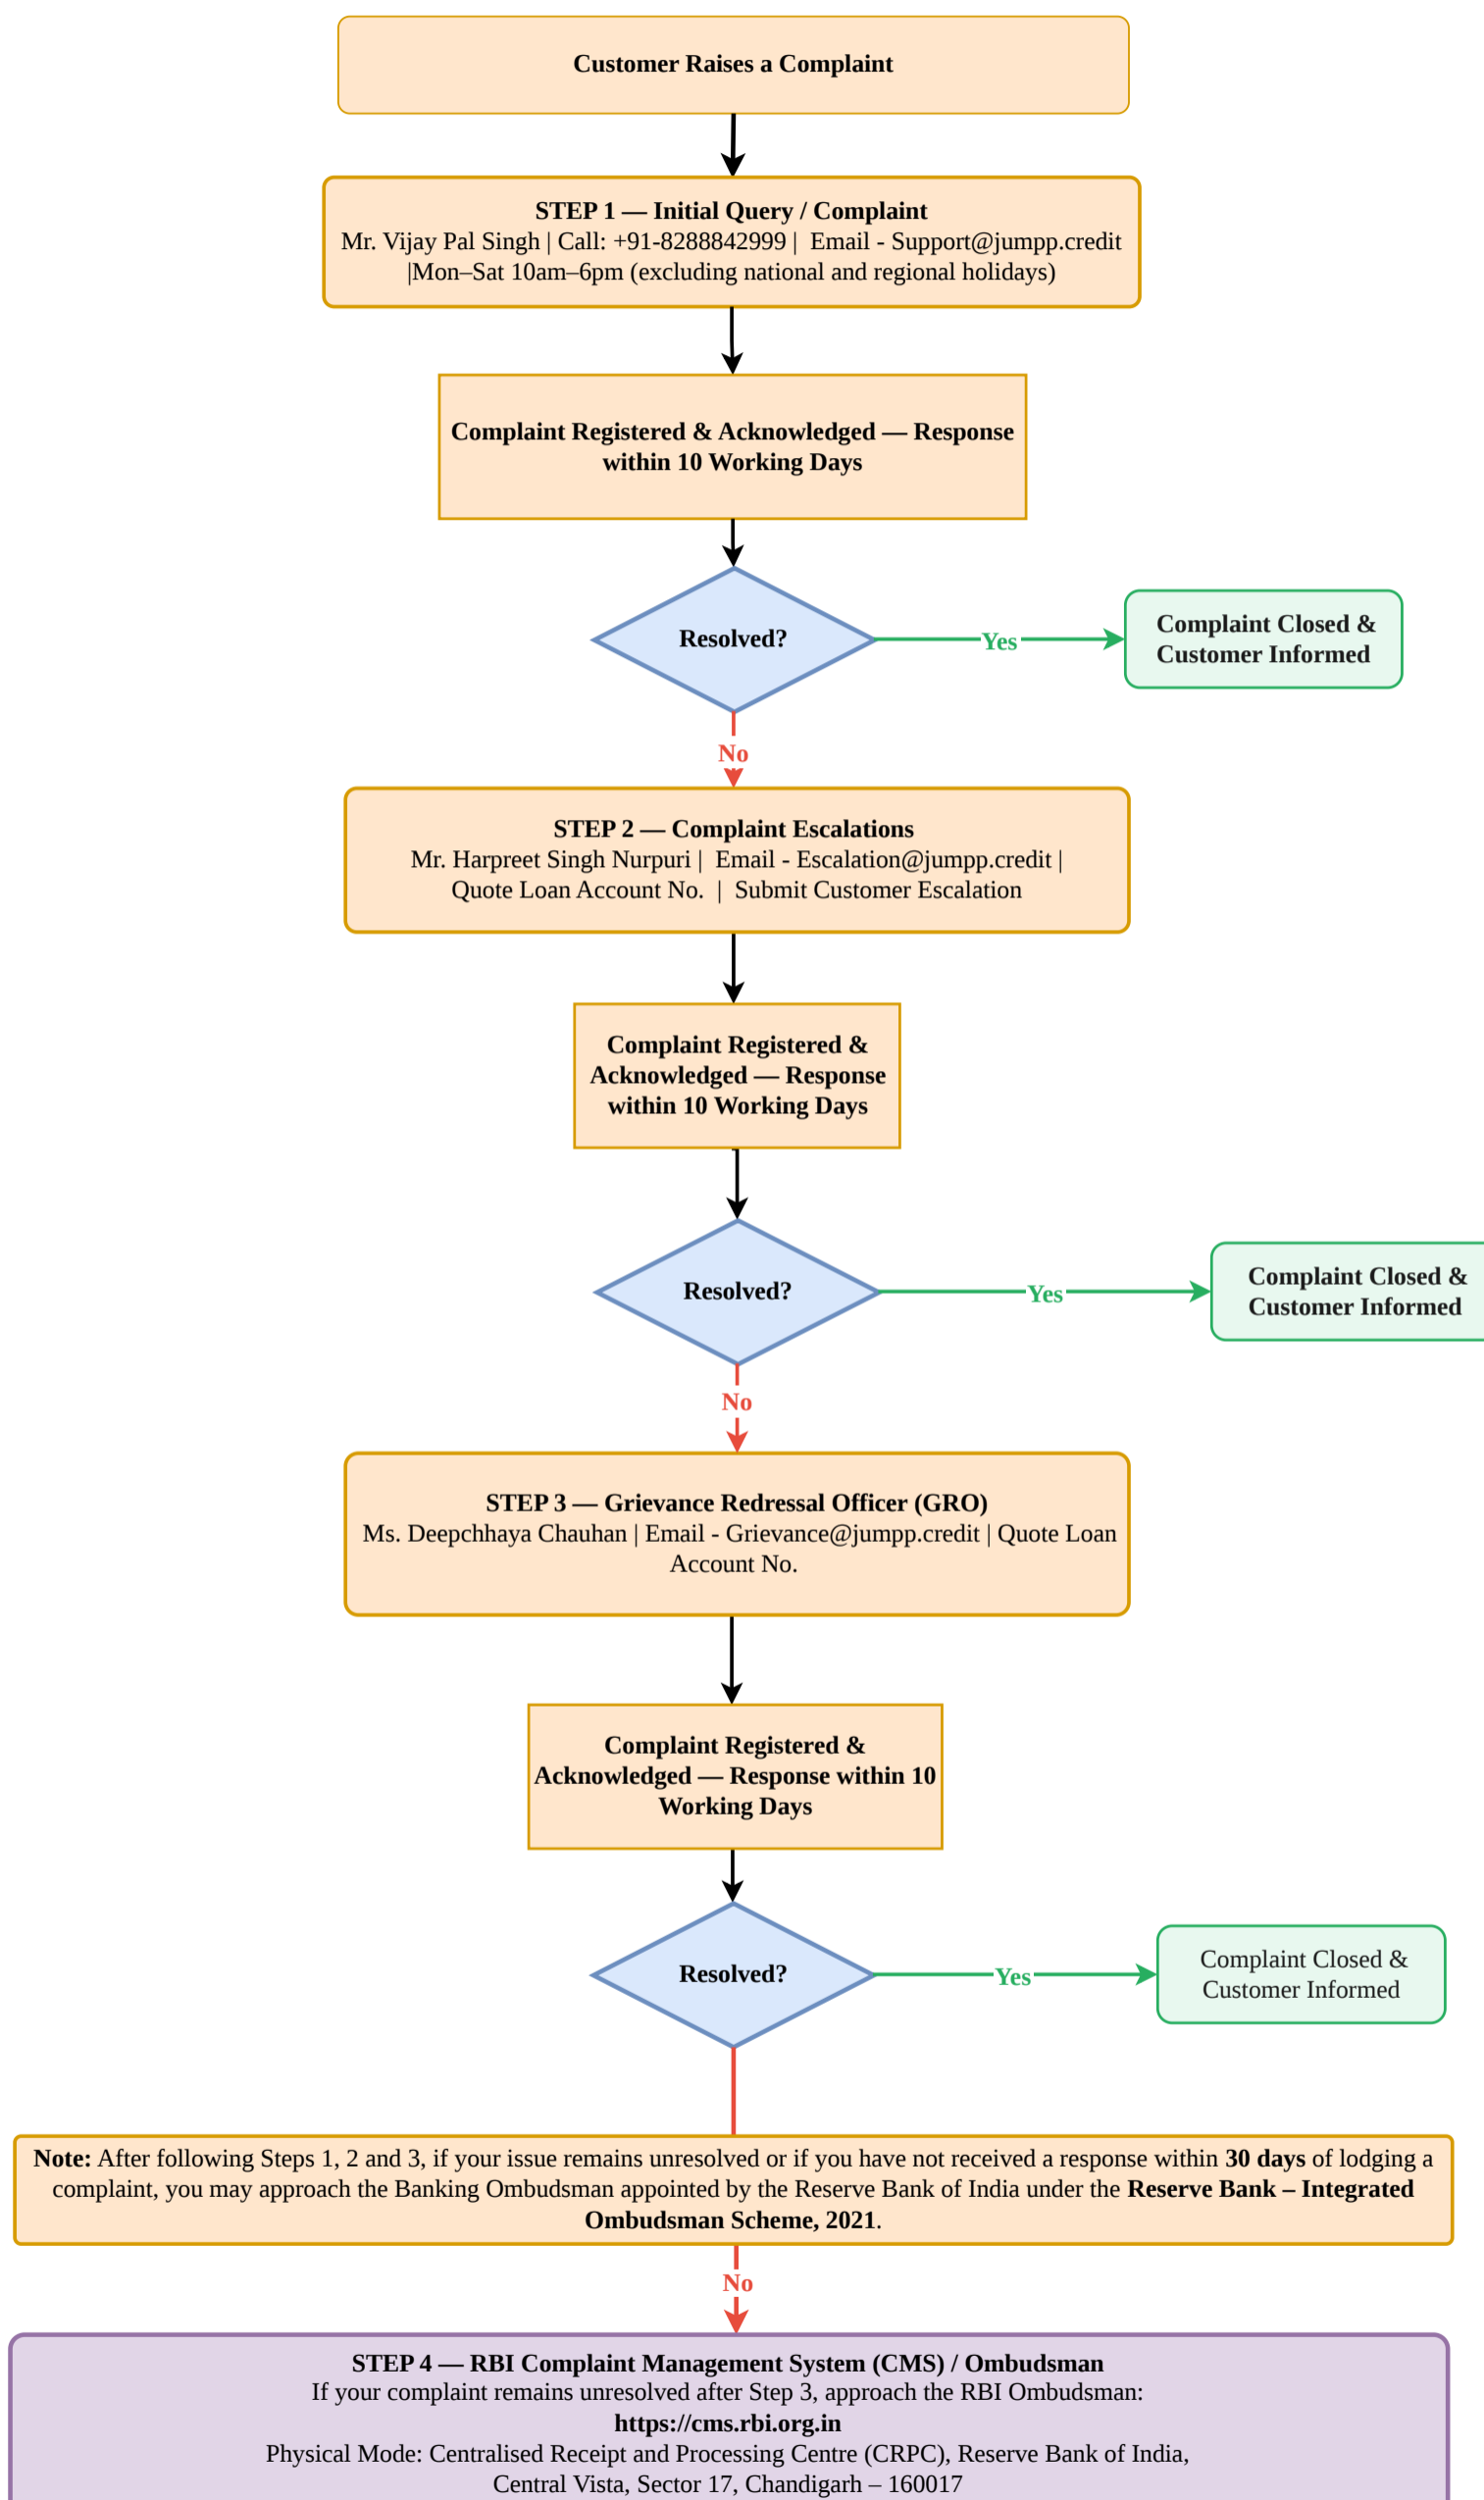 Customer Raises a Complaint
STEP 1 — Initial Query / Complaint
Mr. Vijay Pal Singh | Call: +91-8288842999 | Email - Support@jumpp.credit
|Mon–Sat 10am–6pm (excluding national and regional holidays)
Complaint Registered & Acknowledged — Response
within 10 Working Days
Resolved?
Yes
Complaint Closed &
Customer Informed
No
STEP 2 — Complaint Escalations
Mr. Harpreet Singh Nurpuri | Email - Escalation@jumpp.credit |
Quote Loan Account No. | Submit Customer Escalation
Complaint Registered &
Acknowledged — Response
within 10 Working Days
Resolved?
Yes
Complaint Closed &
Customer Informed
No
STEP 3 — Grievance Redressal Officer (GRO)
Ms. Deepchhaya Chauhan | Email - Grievance@jumpp.credit | Quote Loan
Account No.
Complaint Registered &
Acknowledged — Response within 10
Working Days
Resolved?
Yes
Complaint Closed &
Customer Informed
Note: After following Steps 1, 2 and 3, if your issue remains unresolved or if you have not received a response within 30 days of lodging a
complaint, you may approach the Banking Ombudsman appointed by the Reserve Bank of India under the Reserve Bank – Integrated
Ombudsman Scheme, 2021.
No
STEP 4 — RBI Complaint Management System (CMS) / Ombudsman
If your complaint remains unresolved after Step 3, approach the RBI Ombudsman:
https://cms.rbi.org.in
Physical Mode: Centralised Receipt and Processing Centre (CRPC), Reserve Bank of India,
Central Vista, Sector 17, Chandigarh – 160017